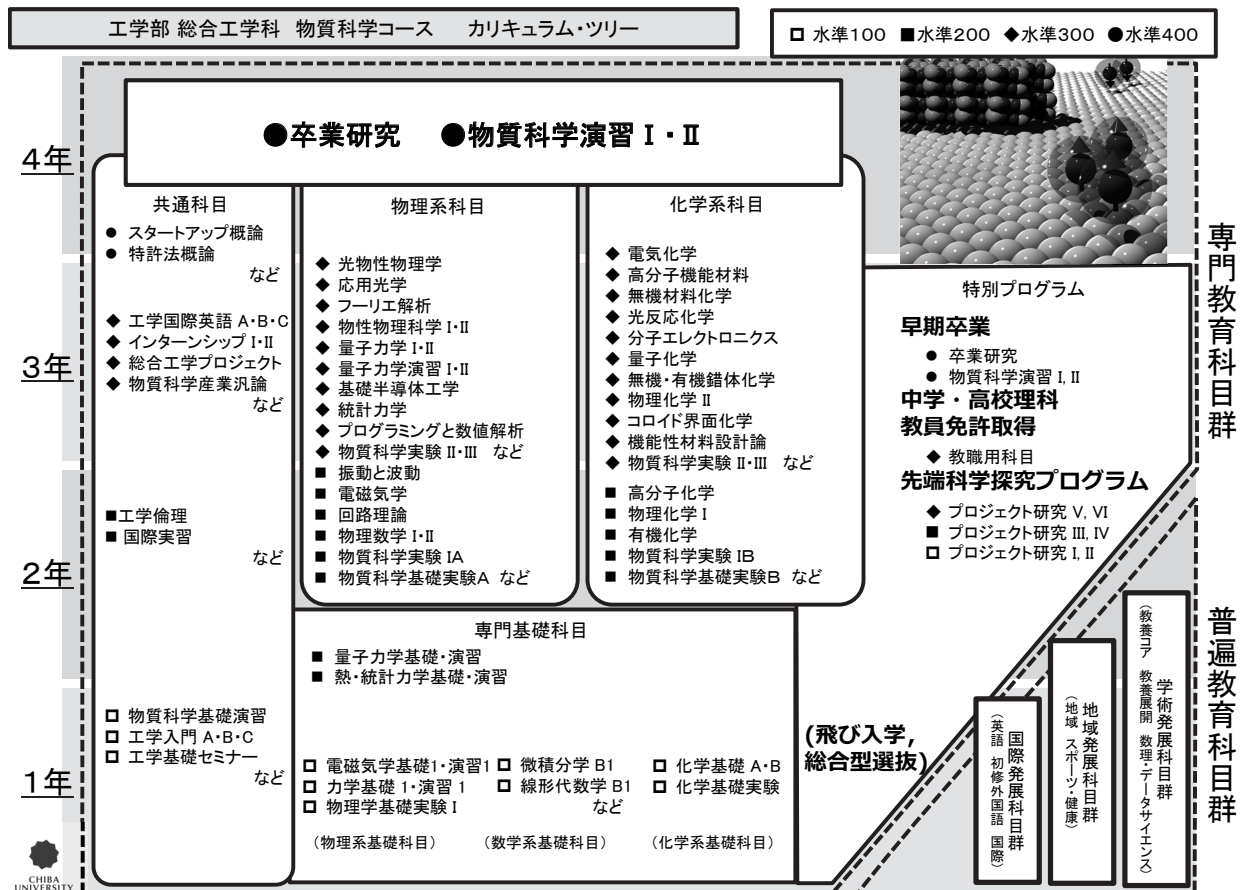 工学部 総合工学科 物質科学コース カリキュラム・ツリー
□ 水準100 ■水準200 ◆水準300 ●水準400
●卒業研究 ●物質科学演習 I・II
4年
3年
2年
1年
共通科目
● スタートアップ概論
● 特許法概論
など
◆ 工学国際英語 A・B・C
◆ インターンシップ I・II
◆ 総合工学プロジェクト
◆ 物質科学産業汎論
など
■工学倫理
■ 国際実習
など
□ 物質科学基礎演習
□ 工学入門 A・B・C
□ 工学基礎セミナー
など
物理系科目
◆ 光物性物理学
◆ 応用光学
◆ フーリエ解析
◆ 物性物理科学 I・II
◆ 量子力学 I・II
◆ 量子力学演習 I・II
◆ 基礎半導体工学
◆ 統計力学
◆ プログラミングと数値解析
◆ 物質科学実験 II・III など
■ 振動と波動
■ 電磁気学
■ 回路理論
■ 物理数学 I・II
■ 物質科学実験 IA
■ 物質科学基礎実験A など
化学系科目
◆ 電気化学
◆ 高分子機能材料
◆ 無機材料化学
◆ 光反応化学
◆ 分子エレクトロニクス
◆ 量子化学
◆ 無機・有機錯体化学
◆ 物理化学 II
◆ コロイド界面化学
◆ 機能性材料設計論
◆ 物質科学実験 II・III など
■ 高分子化学
■ 物理化学 I
■ 有機化学
■ 物質科学実験 IB
■ 物質科学基礎実験B など
専門基礎科目
■ 量子力学基礎・演習
■ 熱・統計力学基礎・演習
□ 電磁気学基礎1・演習1
□ 力学基礎 1・演習 1
□ 物理学基礎実験 I
(物理系基礎科目)
□ 微積分学 B1
□ 線形代数学 B1
など
(数学系基礎科目)
□ 化学基礎 A・B
□ 化学基礎実験
(化学系基礎科目)
特別プログラム
早期卒業
● 卒業研究
● 物質科学演習 I, II
中学・高校理科
教員免許取得
◆ 教職用科目
先端科学探究プログラム
◆ プロジェクト研究 V, VI
■ プロジェクト研究 III, IV
□ プロジェクト研究 I, II
(飛び入学,
総合型選抜)
国際発展科目群
(英語 初修外国語 国際)
地域発展科目群
(地域 スポーツ・健康)
学術発展科目群
(教養コア 教養展開 数理・データサイエンス)
専門教育科目群
普遍教育科目群
CHIBA
UNIVERSITY